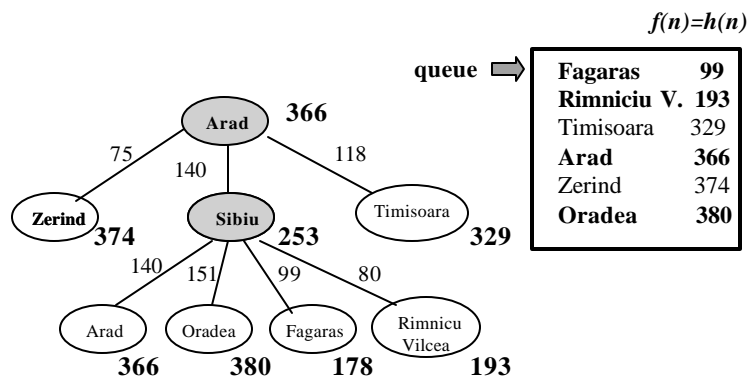 f(n)=h(n)
queue
Fagaras 99
Rimniciu V. 193
Timisoara 329
Arad 366
Zerind 374
Oradea 380
Arad 366
75 140 118
Zerind 374
Sibiu 253
Timisoara 329
140 151 99 80
Arad 366
Oradea 380
Fagaras 178
Rimnicu
Vilcea 193